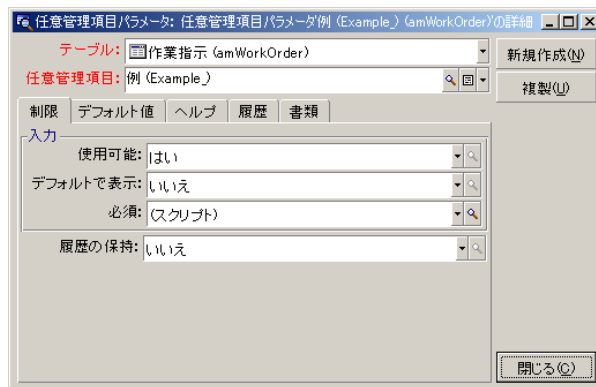 任意管理項目パラメータ: 任意管理項目パラメータ例 (Example_) (amWorkOrder)'の詳細
テーブル: 作業指示 (amWorkOrder)
新規作成(N)
任意管理項目: 例 (Example_)
複製(U)
制限 デフォルト値 ヘルプ 履歴 書類
入力
使用可能: はい
デフォルトで表示: いいえ
必須: (スクリプト)
履歴の保持: いいえ
閉じる(C)